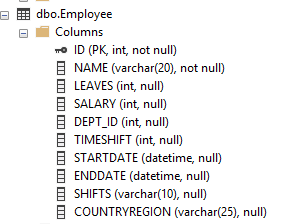 dbo.Employee
Columns
ID (PK, int, not null)
NAME (varchar(20), not null)
LEAVES (int, null)
SALARY (int, null)
DEPT_ID (int, null)
TIMESHIFT (int, null)
STARTDATE (datetime, null)
ENDDATE (datetime, null)
SHIFTS (varchar(10), null)
COUNTRYREGION (varchar(25), null)